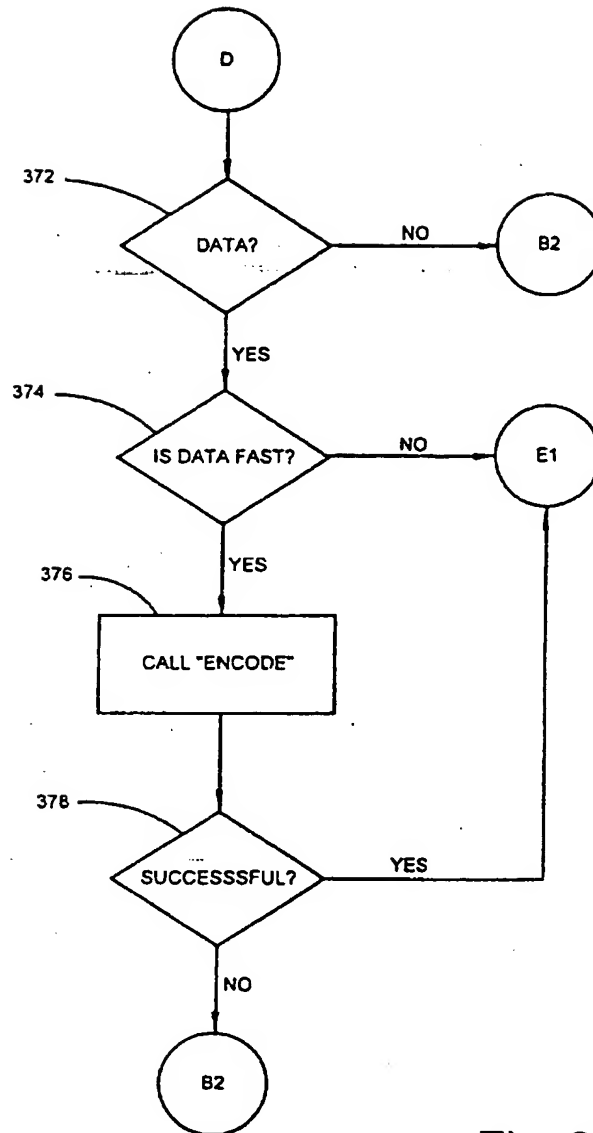 D
372
DATA?
NO
B2
YES
374
IS DATA FAST?
NO
E1
YES
376
CALL "ENCODE"
378
SUCCESSSFUL?
YES
NO
B2